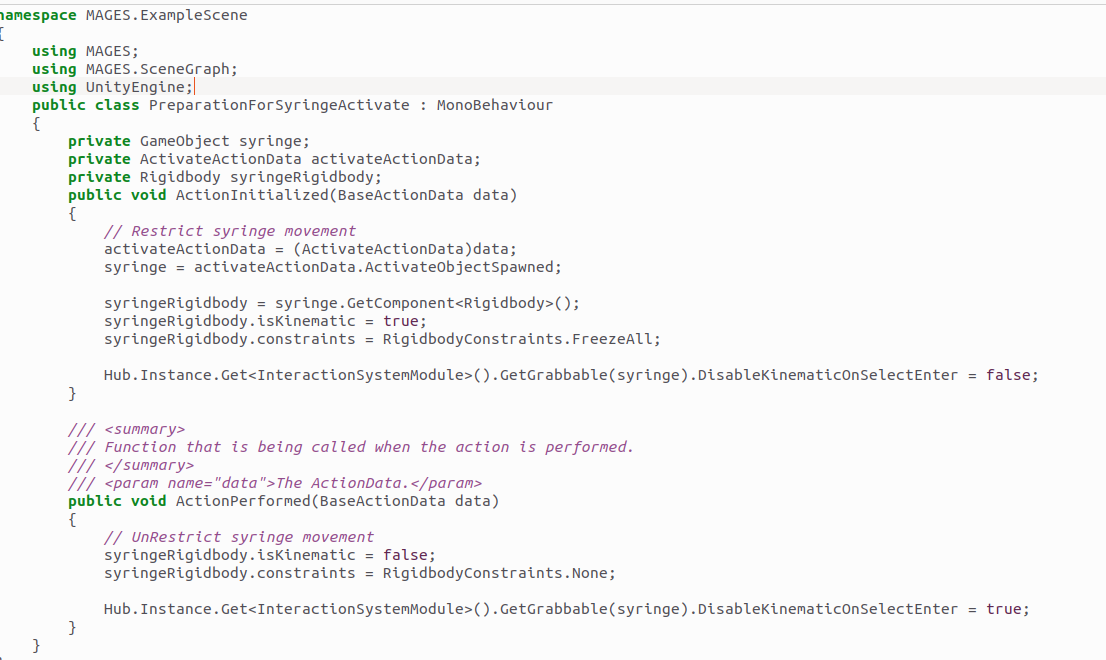 namespace MAGES.ExampleScene
{
    using MAGES;
    using MAGES.SceneGraph;
    using UnityEngine;
    public class PreparationForSyringeActivate : MonoBehaviour
    {
        private GameObject syringe;
        private ActivateActionData activateActionData;
        private Rigidbody syringeRigidbody;
        public void ActionInitialized(BaseActionData data)
        {
            // Restrict syringe movement
            activateActionData = (ActivateActionData)data;
            syringe = activateActionData.ActivateObjectSpawned;

            syringeRigidbody = syringe.GetComponent<Rigidbody>();
            syringeRigidbody.isKinematic = true;
            syringeRigidbody.constraints = RigidbodyConstraints.FreezeAll;

            Hub.Instance.Get<InteractionSystemModule>().GetGrabbable(syringe).DisableKinematicOnSelectEnter = false;
        }

        /// <summary>
        /// Function that is being called when the action is performed.
        /// </summary>
        /// <param name="data">The ActionData.</param>
        public void ActionPerformed(BaseActionData data)
        {
            // UnRestrict syringe movement
            syringeRigidbody.isKinematic = false;
            syringeRigidbody.constraints = RigidbodyConstraints.None;

            Hub.Instance.Get<InteractionSystemModule>().GetGrabbable(syringe).DisableKinematicOnSelectEnter = true;
        }
    }